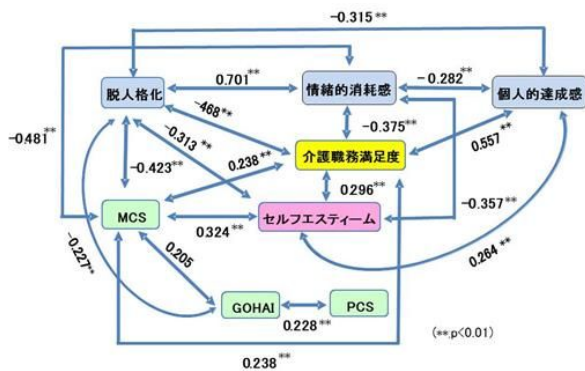 -0.315 **
脱人格化
0.701 **
情緒的消耗感
-0.282 **
個人的達成感
-468 **
-0.375 **
-0.481 **
-0.313 **
介護職務満足度
0.557 **
-0.423 **
0.238 **
0.296 **
-0.357 **
MCS
セルフエスティーム
0.324 **
0.264 **
-0.227 **
0.205
GOHAI
PCS
0.228 **
(**;p<0.01)
0.238 **